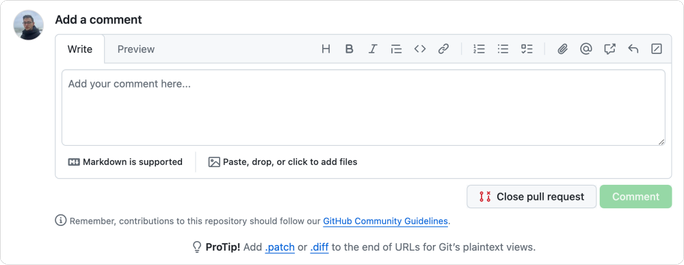 Add a comment
Write Preview
Add your comment here...
Markdown is supported Paste, drop, or click to add files
Close pull request Comment
Remember, contributions to this repository should follow our GitHub Community Guidelines.
ProTip! Add .patch or .diff to the end of URLs for Git’s plaintext views.